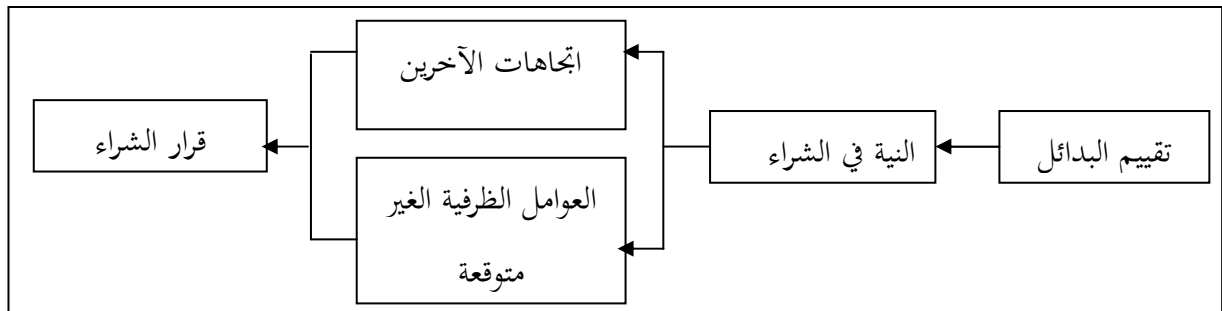 تقييم البدائل
النية في الشراء
اتجاهات الآخرين
العوامل الظرفية الغير
متوقعة
قرار الشراء